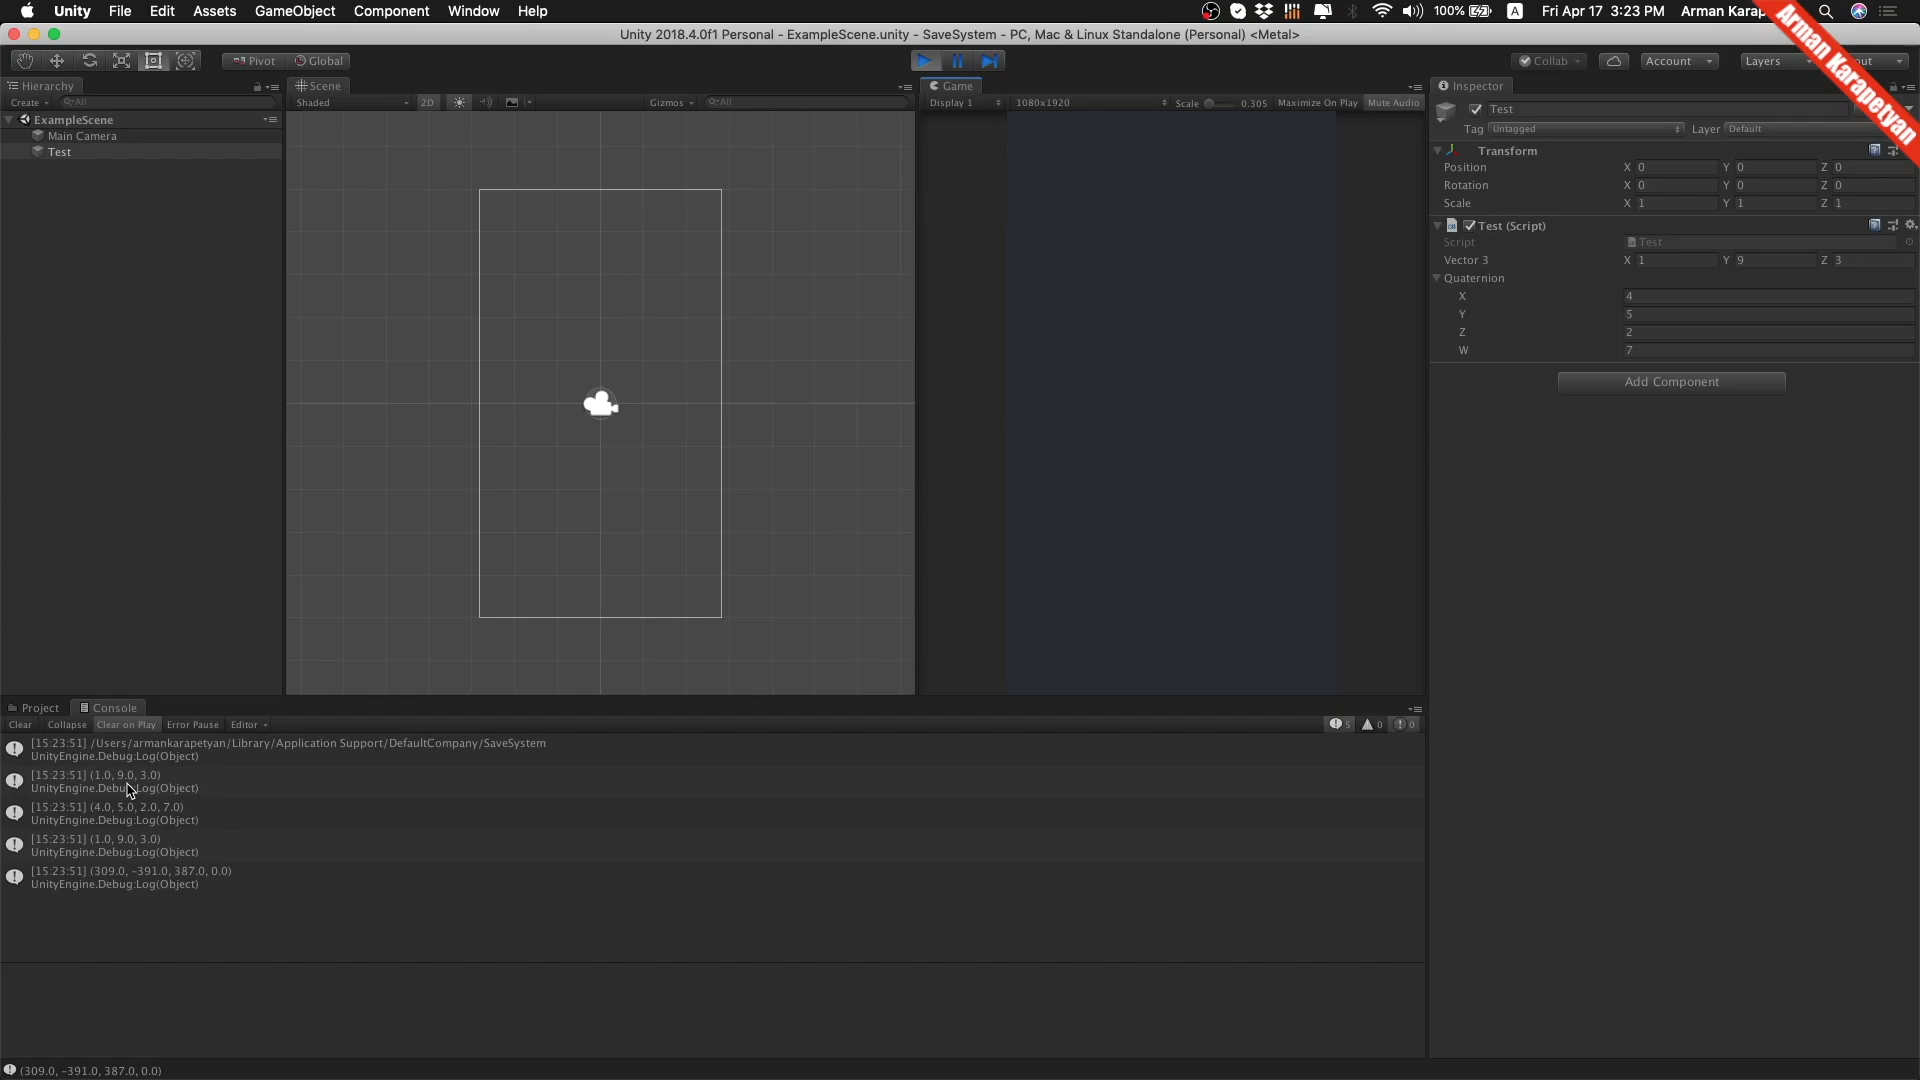 Unity File Edit Assets GameObject Component Window Help
100% A Fri Apr 17 3:23 PM Arman Karap
Arman Karapetyan
Unity 2018.4.0f1 Personal - ExampleScene.unity - SaveSystem - PC, Mac & Linux Standalone (Personal) <Metal>
Pivot Global
Collab Account Layers out
Hierarchy
Create All
ExampleScene
Main Camera
Test
Scene
Shaded 2D Gizmos All
Game
Display 1 1080x1920 Scale 0.305 Maximize On Play Mute Audio
Inspector
Test
Tag Untagged Layer Default
Transform
Position X 0 Y 0 Z 0
Rotation X 0 Y 0 Z 0
Scale X 1 Y 1 Z 1
Test (Script)
Script Test
Vector 3 X 1 Y 9 Z 3
Quaternion
X 4
Y 5
Z 2
W 7
Add Component
Project Console
Clear Collapse Clear on Play Error Pause Editor 5 0 0
[15:23:51] /Users/armankarapetyan/Library/Application Support/DefaultCompany/SaveSystem
UnityEngine.Debug:Log(Object)
[15:23:51] (1.0, 9.0, 3.0)
UnityEngine.Debug:Log(Object)
[15:23:51] (4.0, 5.0, 2.0, 7.0)
UnityEngine.Debug:Log(Object)
[15:23:51] (1.0, 9.0, 3.0)
UnityEngine.Debug:Log(Object)
[15:23:51] (309.0, -391.0, 387.0, 0.0)
UnityEngine.Debug:Log(Object)
(309.0, -391.0, 387.0, 0.0)